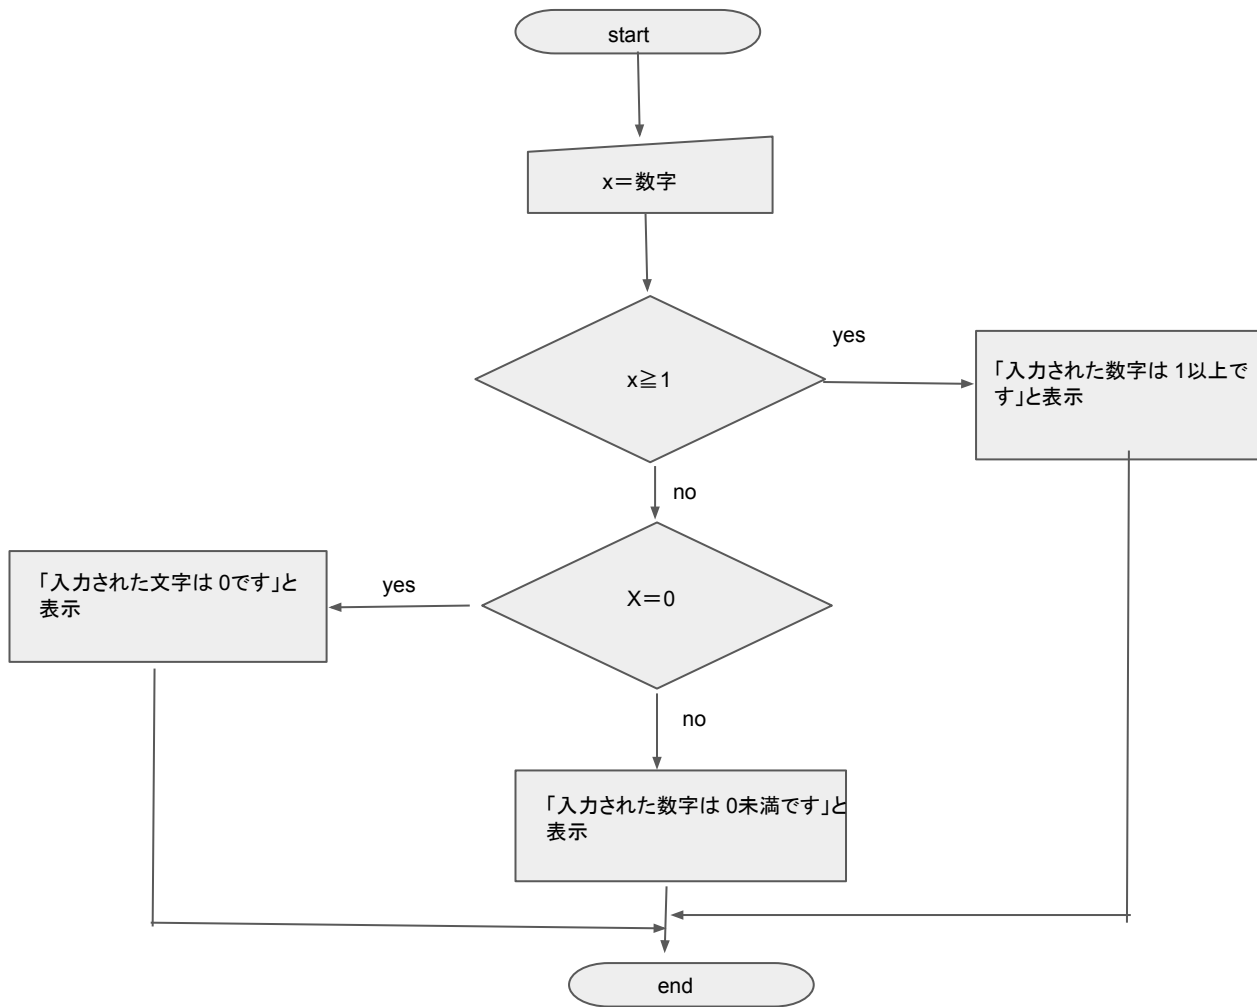 start
x＝数字
x≧1
yes
「入力された数字は 1以上で
す」と表示
no
X＝0
yes
「入力された文字は 0です」と
表示
no
「入力された数字は 0未満です」と
表示
end